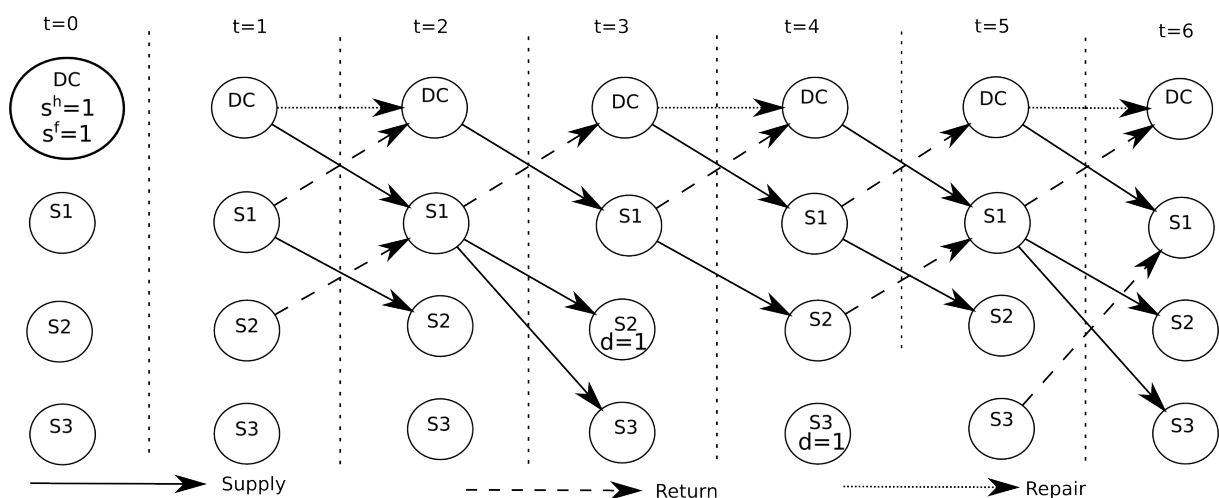 t=0 t=1 t=2 t=3 t=4 t=5 t=6
DC DC DC DC DC DC DC
sʰ=1
sᶠ=1
S1 S1 S1 S1 S1 S1 S1
S2 S2 S2 S2 S2 S2 S2
d=1
S3 S3 S3 S3 S3 S3 S3
d=1
Supply Return Repair